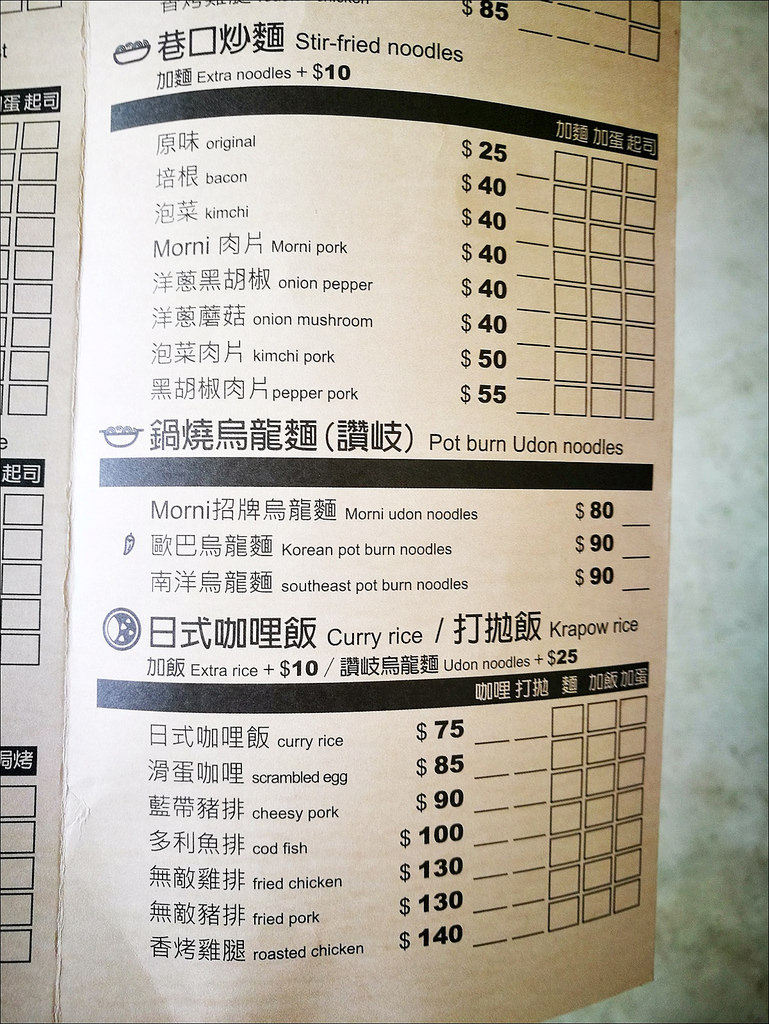 $ 85
巷口炒麵 Stir-fried noodles
加麵 Extra noodles + $10
加麵 加蛋 起司
原味 original $ 25
培根 bacon $ 40
泡菜 kimchi $ 40
Morni 肉片 Morni pork $ 40
洋蔥黑胡椒 onion pepper $ 40
洋蔥蘑菇 onion mushroom $ 40
泡菜肉片 kimchi pork $ 50
黑胡椒肉片 pepper pork $ 55
鍋燒烏龍麵(讚岐) Pot burn Udon noodles
Morni招牌烏龍麵 Morni udon noodles $ 80
歐巴烏龍麵 Korean pot burn noodles $ 90
南洋烏龍麵 southeast pot burn noodles $ 90
日式咖哩飯 Curry rice / 打拋飯 Krapow rice
加飯 Extra rice + $10 / 讚岐烏龍麵 Udon noodles + $25
咖哩 打拋 麵 加飯 加蛋
日式咖哩飯 curry rice $ 75
滑蛋咖哩 scrambled egg $ 85
藍帶豬排 cheesy pork $ 90
多利魚排 cod fish $ 100
無敵雞排 fried chicken $ 130
無敵豬排 fried pork $ 130
香烤雞腿 roasted chicken $ 140
加蛋 起司
起司
焗烤